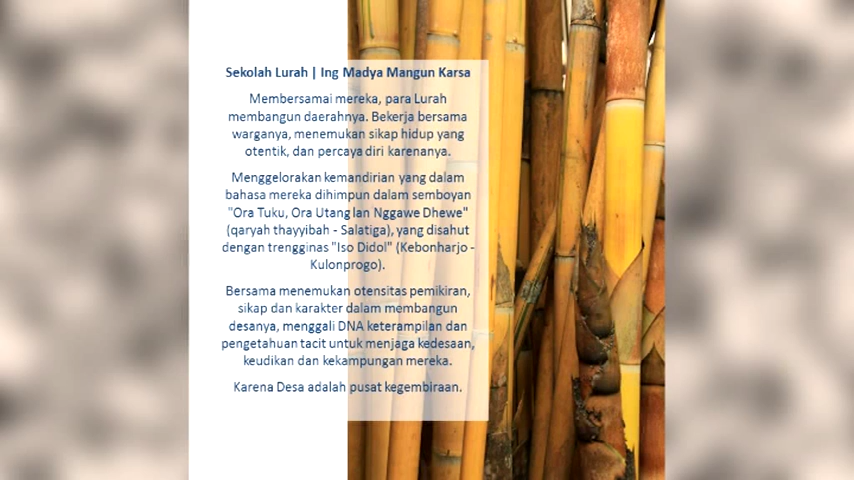 Sekolah Lurah | Ing Madya Mangun Karsa
Membersamai mereka, para Lurah
membangun daerahnya. Bekerja bersama
warganya, menemukan sikap hidup yang
otentik, dan percaya diri karenanya.
Menggelorakan kemandirian yang dalam
bahasa mereka dihimpun dalam semboyan
"Ora Tuku, Ora Utang lan Nggawe Dhewe"
(qaryah thayyibah - Salatiga), yang disahut
dengan trengginas "Iso Didol" (Kebonharjo -
Kulonprogo).
Bersama menemukan otensitas pemikiran,
sikap dan karakter dalam membangun
desanya, menggali DNA keterampilan dan
pengetahuan tacit untuk menjaga kedesaan,
keudikan dan kekampungan mereka.
Karena Desa adalah pusat kegembiraan.